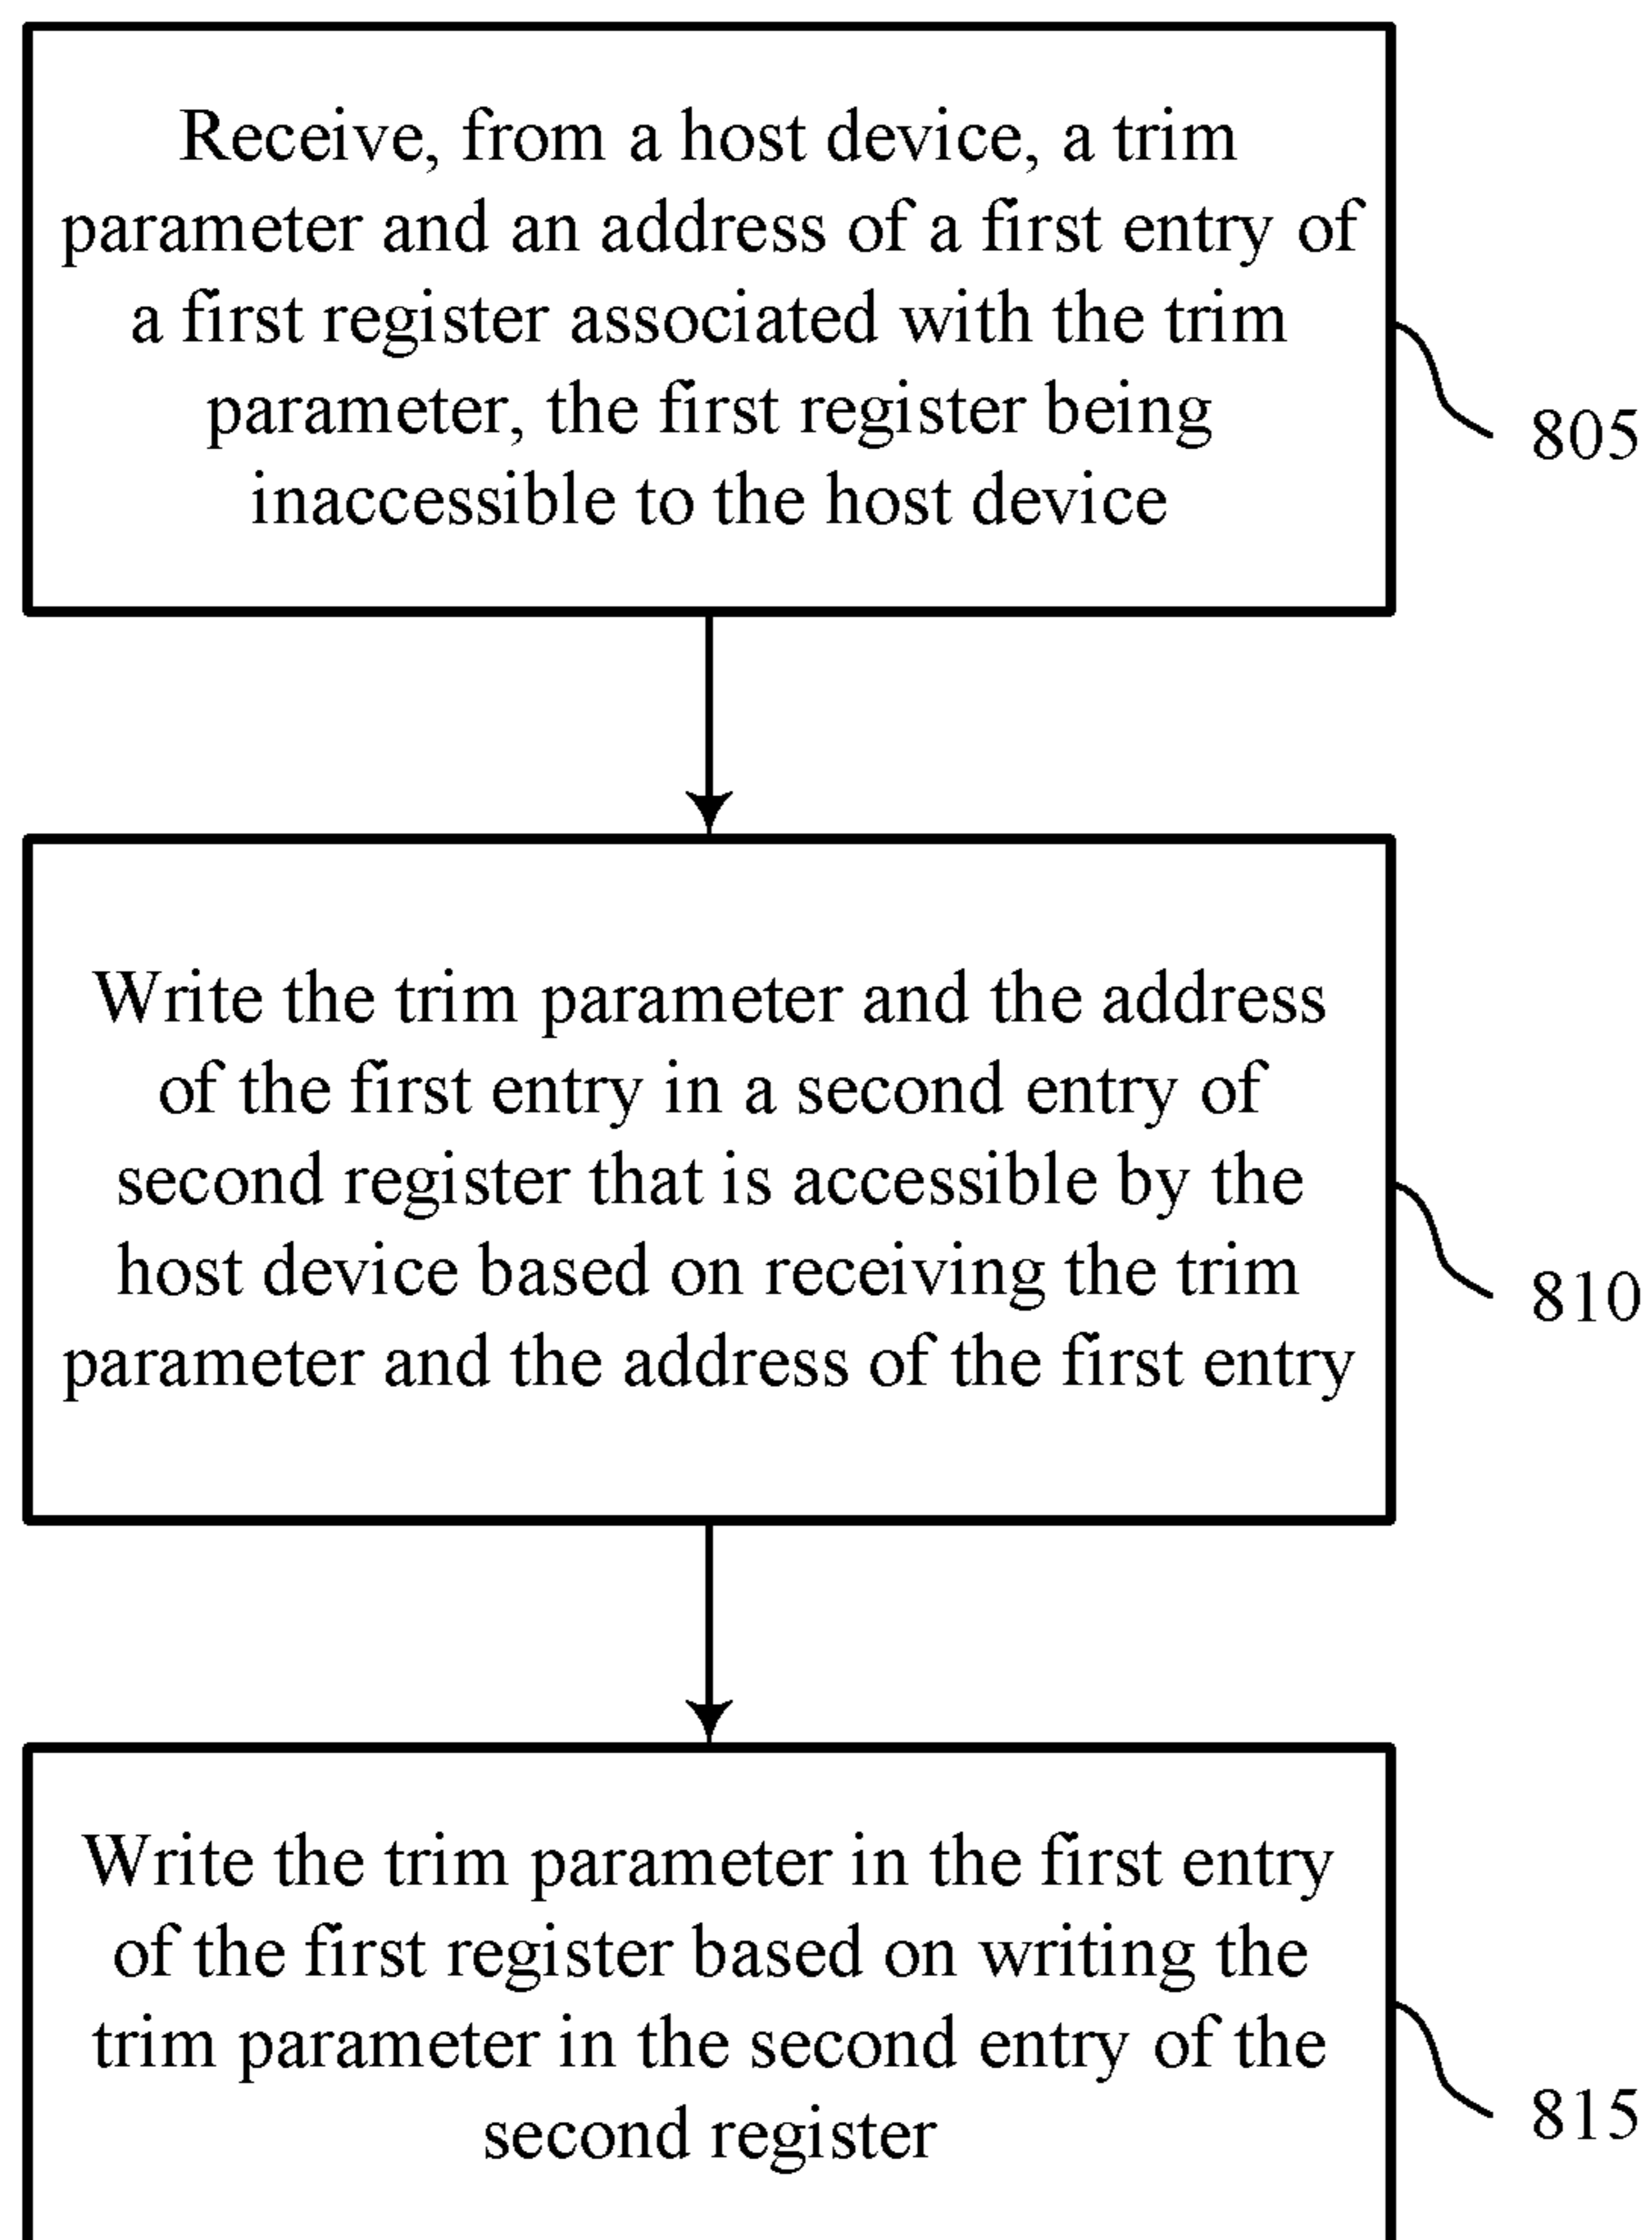 Receive, from a host device, a trim
parameter and an address of a first entry of
a first register associated with the trim
parameter, the first register being
inaccessible to the host device
805
Write the trim parameter and the address
of the first entry in a second entry of
second register that is accessible by the
host device based on receiving the trim
parameter and the address of the first entry
810
Write the trim parameter in the first entry
of the first register based on writing the
trim parameter in the second entry of the
second register
815